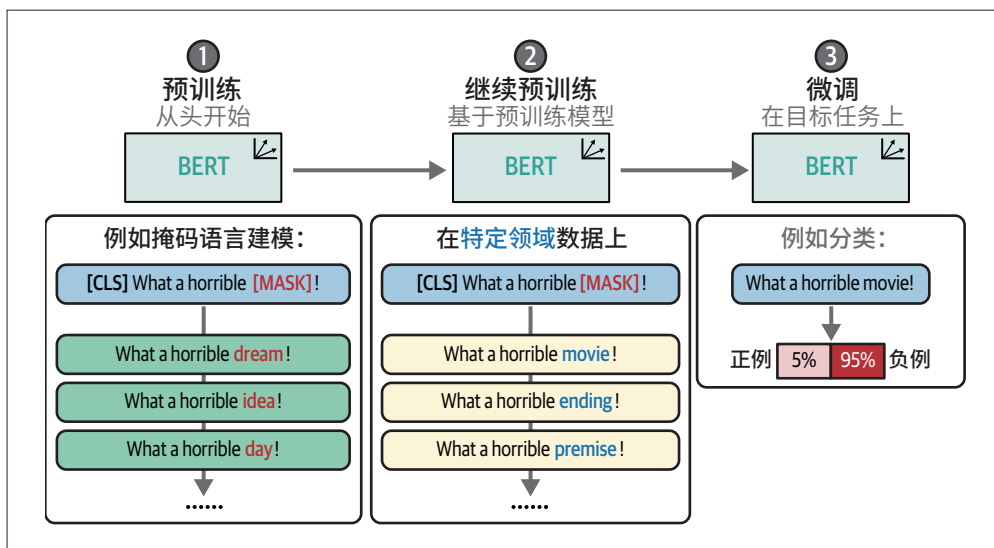 1
预训练
从头开始
BERT
例如掩码语言建模：
[CLS] What a horrible [MASK]!
What a horrible dream!
What a horrible idea!
What a horrible day!
……
2
继续预训练
基于预训练模型
BERT
在特定领域数据上
[CLS] What a horrible [MASK]!
What a horrible movie!
What a horrible ending!
What a horrible premise!
……
3
微调
在目标任务上
BERT
例如分类：
What a horrible movie!
正例 5% 95% 负例